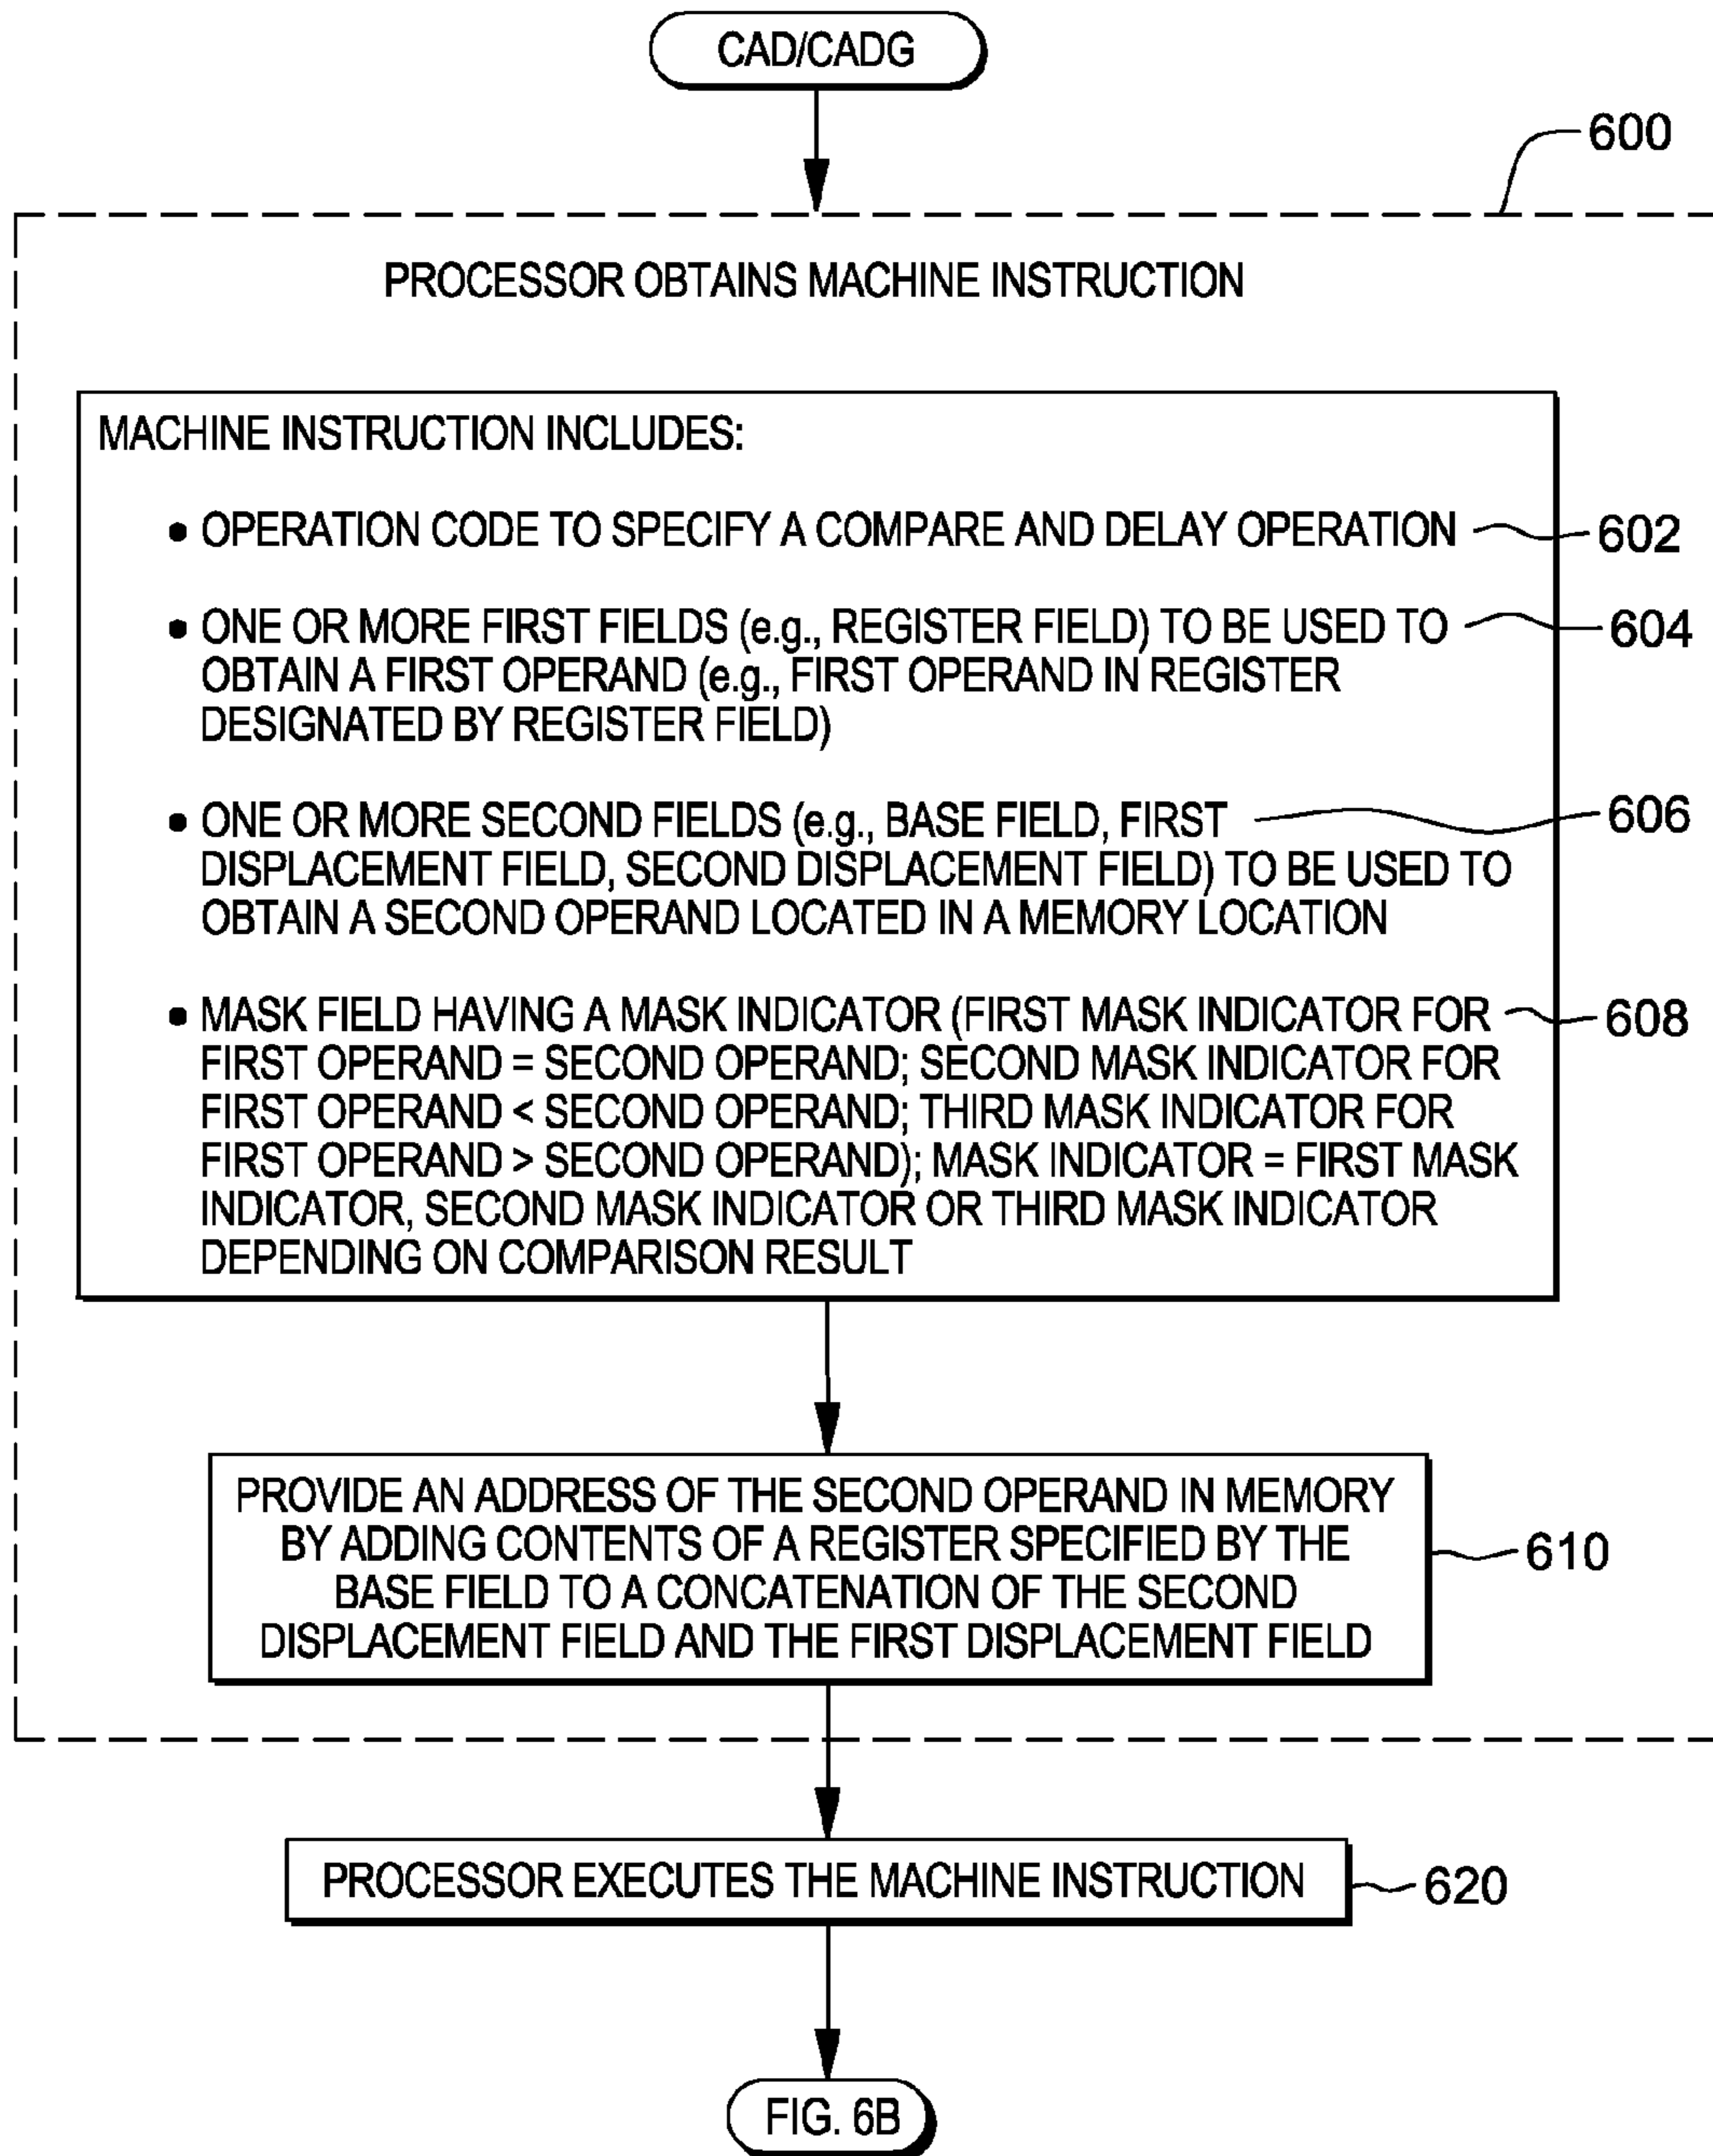 CAD/CADG
600
PROCESSOR OBTAINS MACHINE INSTRUCTION
MACHINE INSTRUCTION INCLUDES:
• OPERATION CODE TO SPECIFY A COMPARE AND DELAY OPERATION 602
• ONE OR MORE FIRST FIELDS (e.g., REGISTER FIELD) TO BE USED TO 604
OBTAIN A FIRST OPERAND (e.g., FIRST OPERAND IN REGISTER
DESIGNATED BY REGISTER FIELD)
• ONE OR MORE SECOND FIELDS (e.g., BASE FIELD, FIRST 606
DISPLACEMENT FIELD, SECOND DISPLACEMENT FIELD) TO BE USED TO
OBTAIN A SECOND OPERAND LOCATED IN A MEMORY LOCATION
• MASK FIELD HAVING A MASK INDICATOR (FIRST MASK INDICATOR FOR 608
FIRST OPERAND = SECOND OPERAND; SECOND MASK INDICATOR FOR
FIRST OPERAND < SECOND OPERAND; THIRD MASK INDICATOR FOR
FIRST OPERAND > SECOND OPERAND); MASK INDICATOR = FIRST MASK
INDICATOR, SECOND MASK INDICATOR OR THIRD MASK INDICATOR
DEPENDING ON COMPARISON RESULT
PROVIDE AN ADDRESS OF THE SECOND OPERAND IN MEMORY
BY ADDING CONTENTS OF A REGISTER SPECIFIED BY THE 610
BASE FIELD TO A CONCATENATION OF THE SECOND
DISPLACEMENT FIELD AND THE FIRST DISPLACEMENT FIELD
PROCESSOR EXECUTES THE MACHINE INSTRUCTION 620
FIG. 6B